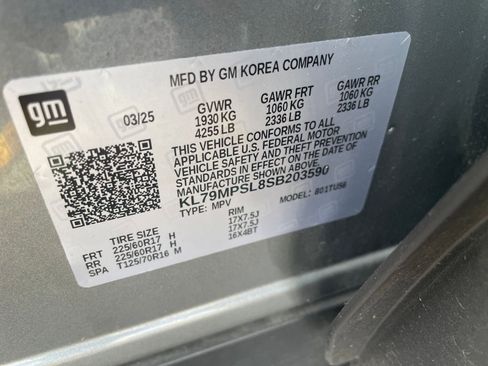 MFD BY GM KOREA COMPANY
gm
03/25 GVWR GAWR FRT GAWR RR
1930 KG 1060 KG 1060 KG
4255 LB 2336 LB 2336 LB
THIS VEHICLE CONFORMS TO ALL
APPLICABLE U.S. FEDERAL MOTOR
VEHICLE SAFETY AND THEFT
PREVENTION STANDARDS IN EFFECT ON
THE DATE OF MANUFACTURE SHOWN ABOVE.
KL79MPSL8SB203590
TYPE: MPV MODEL: 801TUS6
TIRE SIZE RIM
FRT 225/60R17 H 17X7.5J
RR 225/60R17 H 17X7.5J
SPA T125/70R16 M 16X4BT